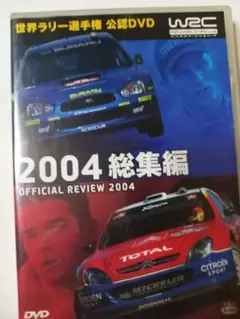 世界ラリー選手権 公認DVD
WRC
SUBARU
2004 総集編
OFFICIAL REVIEW 2004
TOTAL
CITROËN
SPORT
MICHELIN
DVD